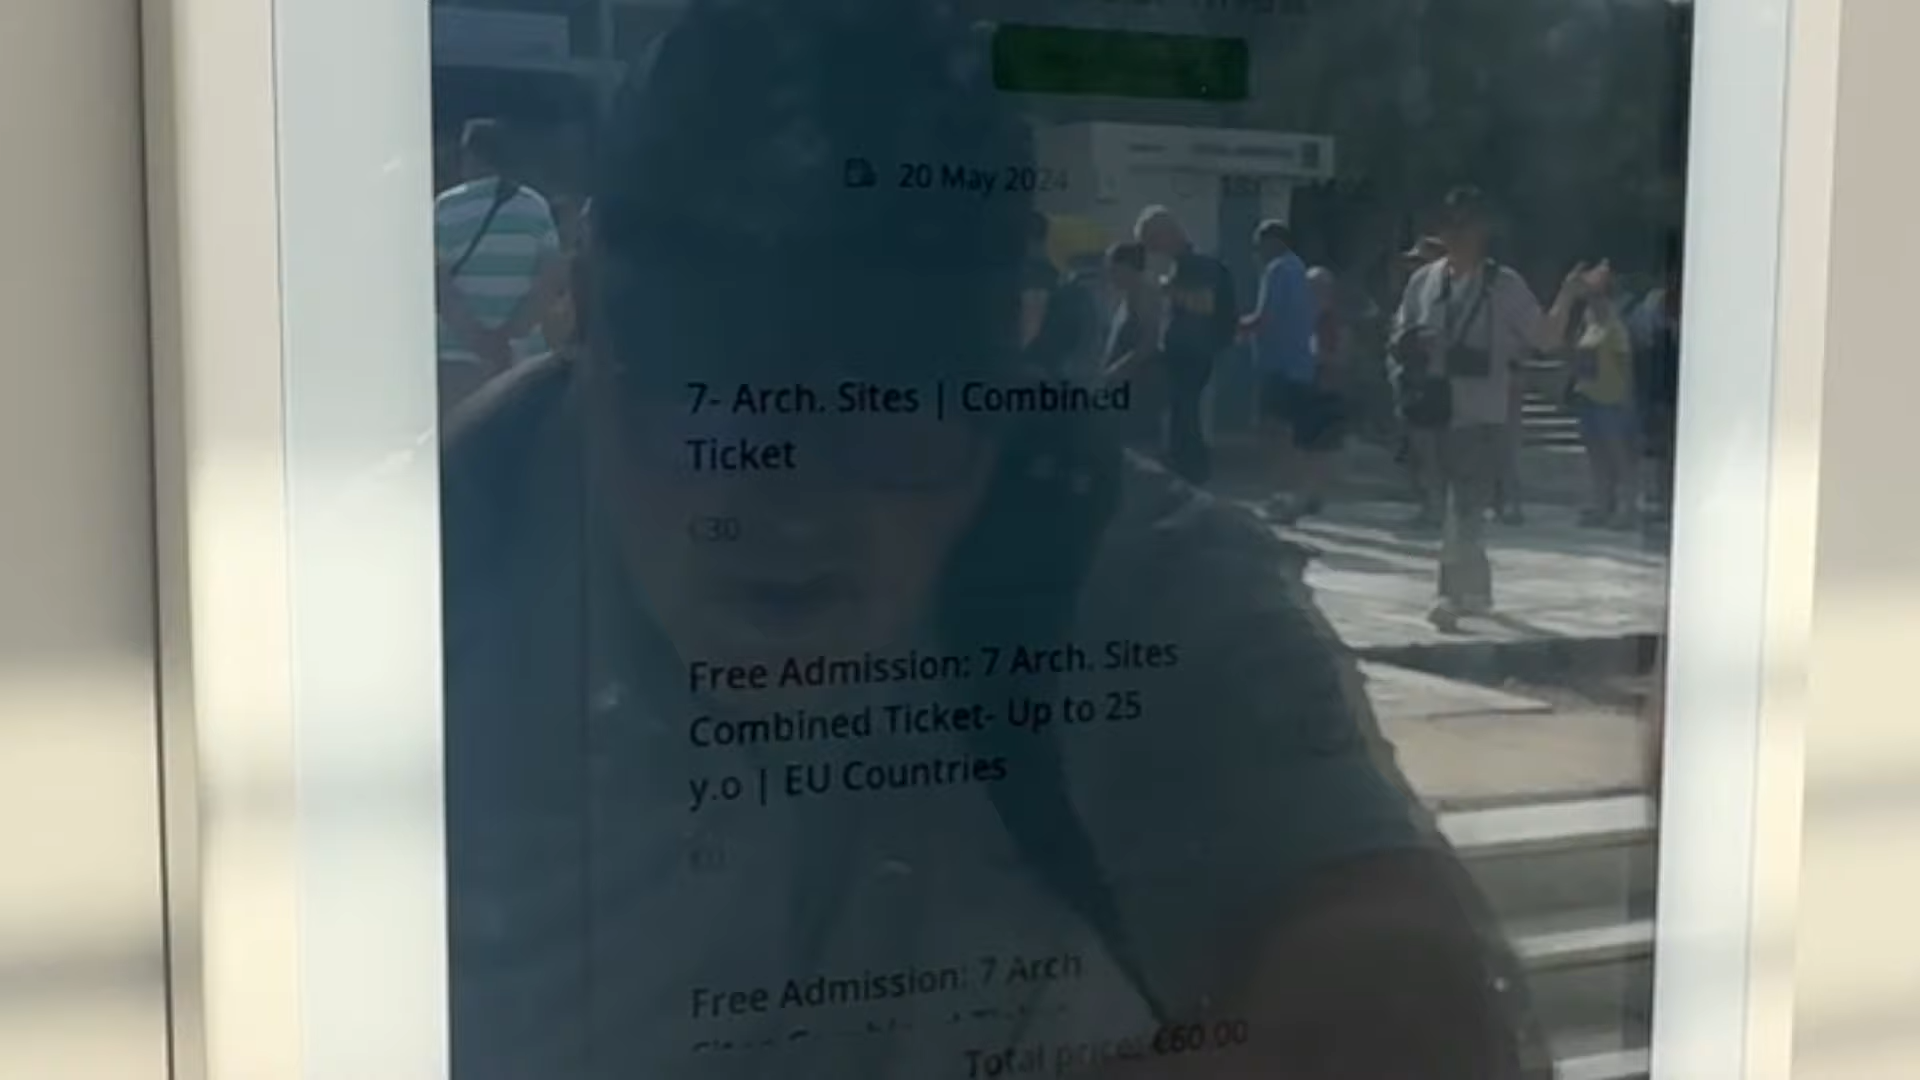 20 May 2024
7- Arch. Sites | Combined
Ticket
€30
Free Admission: 7 Arch. Sites
Combined Ticket- Up to 25
y.o | EU Countries
€0
Free Admission: 7 Arch
Total price: €60.00